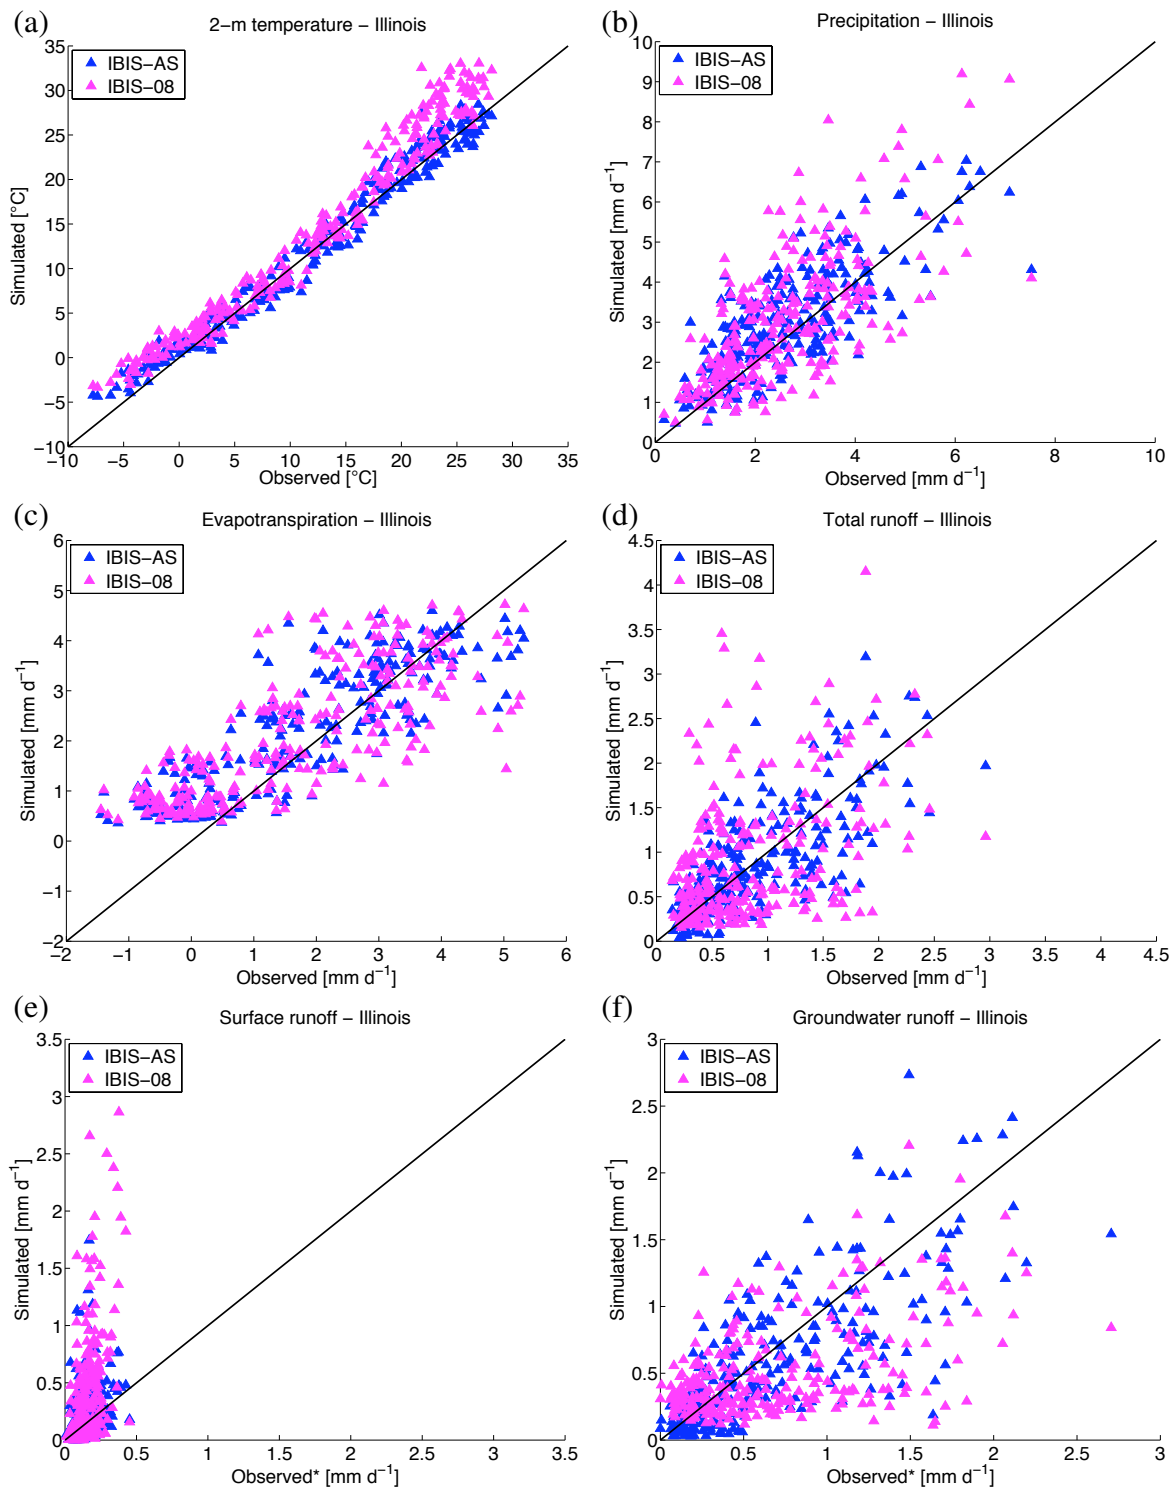 (a)
2−m temperature − Illinois
35
30
25
20
15
10
5
0
−5
−10
−10 −5 0 5 10 15 20 25 30 35
Simulated [°C]
Observed [°C]
IBIS−AS
IBIS−08
(b)
Precipitation − Illinois
10
9
8
7
6
5
4
3
2
1
0
0 2 4 6 8 10
Simulated [mm d⁻¹]
Observed [mm d⁻¹]
IBIS−AS
IBIS−08
(c)
Evapotranspiration − Illinois
6
5
4
3
2
1
0
−1
−2
−2 −1 0 1 2 3 4 5 6
Simulated [mm d⁻¹]
Observed [mm d⁻¹]
IBIS−AS
IBIS−08
(d)
Total runoff − Illinois
4.5
4
3.5
3
2.5
2
1.5
1
0.5
0
0 0.5 1 1.5 2 2.5 3 3.5 4 4.5
Simulated [mm d⁻¹]
Observed [mm d⁻¹]
IBIS−AS
IBIS−08
(e)
Surface runoff − Illinois
3.5
3
2.5
2
1.5
1
0.5
0
0 0.5 1 1.5 2 2.5 3 3.5
Simulated [mm d⁻¹]
Observed* [mm d⁻¹]
IBIS−AS
IBIS−08
(f)
Groundwater runoff − Illinois
3
2.5
2
1.5
1
0.5
0
0 0.5 1 1.5 2 2.5 3
Simulated [mm d⁻¹]
Observed* [mm d⁻¹]
IBIS−AS
IBIS−08